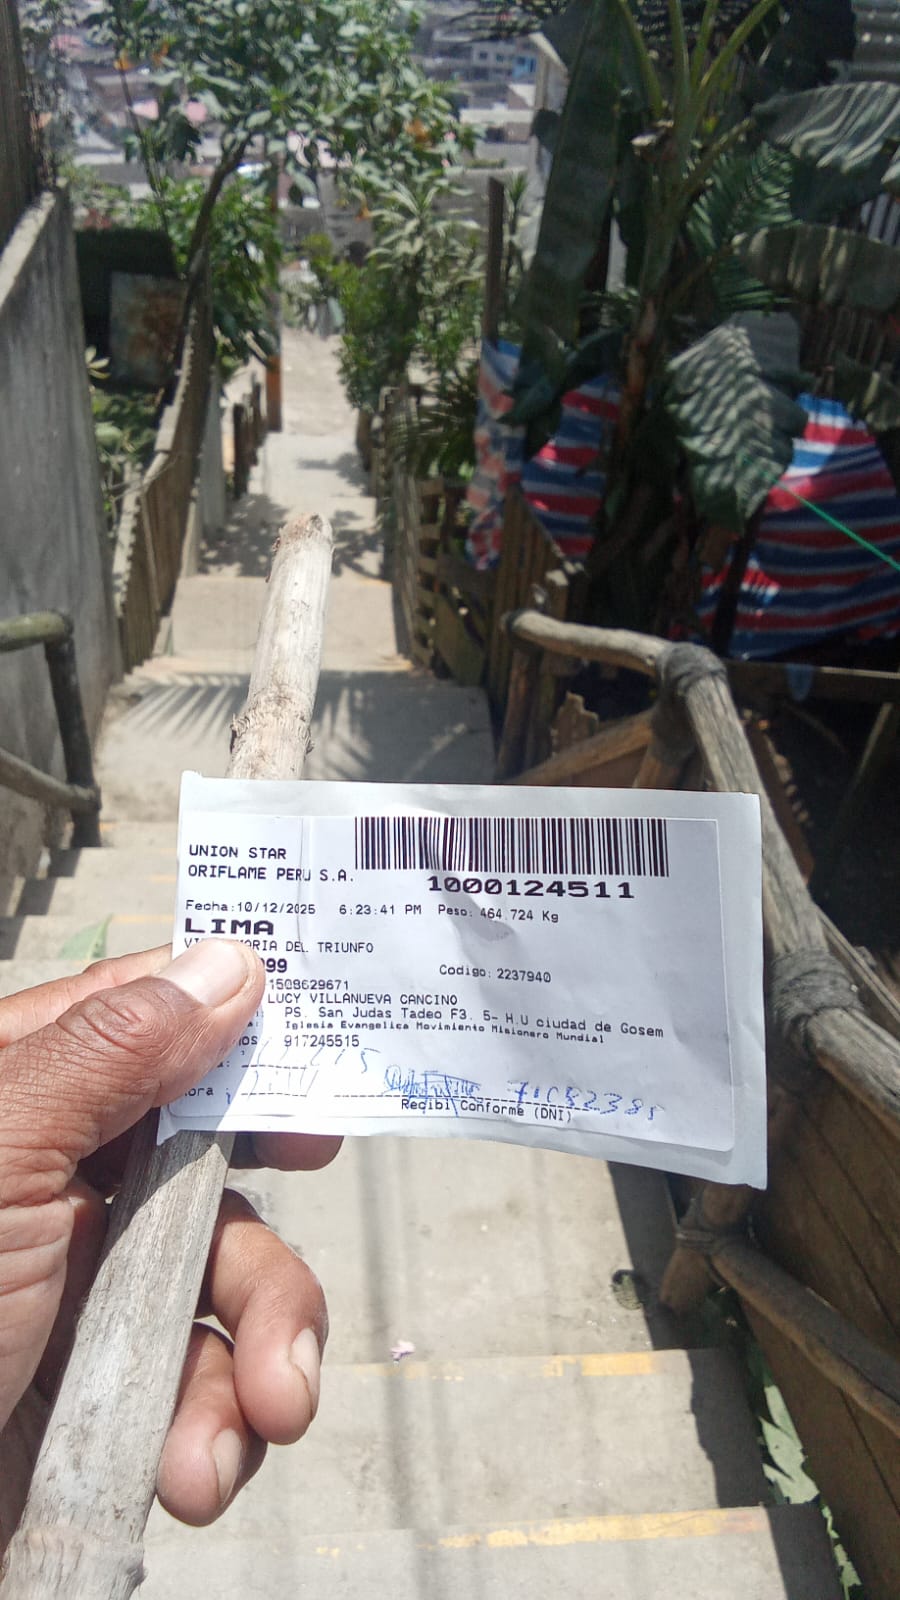 UNION STAR
ORIFLAME PERU S.A.
1000124511
Fecha:10/12/2025 6:23:41 PM Peso: 464.724 Kg
LIMA
MARIA DEL TRIUNFO
99
Codigo: 2237940
-1508629671
LUCY VILLANUEVA CANCINO
PS. San Judas Tadeo F3. 5- H.U ciudad de Gosem
Iglesia Evangelica Movimiento Misionero Mundial
917245515
ora :
Recibi Conforme (DNI)